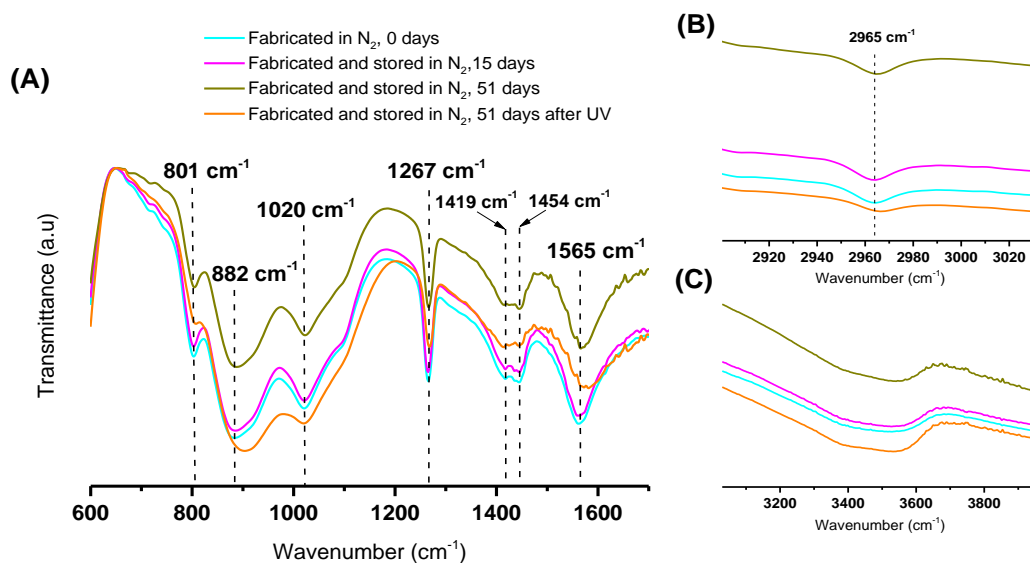 Fabricated in N₂, 0 days
Fabricated and stored in N₂,15 days
Fabricated and stored in N₂, 51 days
Fabricated and stored in N₂, 51 days after UV
(A)
801 cm⁻¹
882 cm⁻¹
1020 cm⁻¹
1267 cm⁻¹
1419 cm⁻¹
1454 cm⁻¹
1565 cm⁻¹
Transmittance (a.u)
600 800 1000 1200 1400 1600
Wavenumber (cm⁻¹)
(B)
2965 cm⁻¹
2920 2940 2960 2980 3000 3020
Wavenumber (cm⁻¹)
(C)
3200 3400 3600 3800
Wavenumber (cm⁻¹)